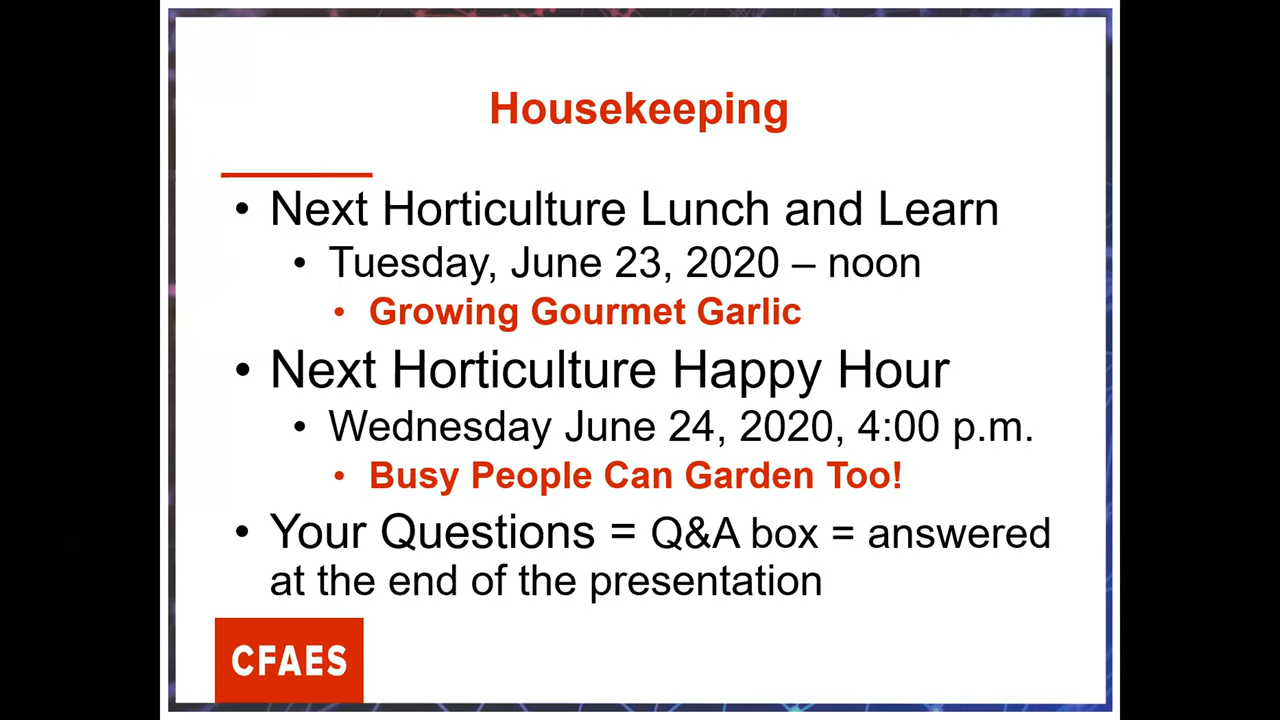 Housekeeping
• Next Horticulture Lunch and Learn
• Tuesday, June 23, 2020 – noon
• Growing Gourmet Garlic
• Next Horticulture Happy Hour
• Wednesday June 24, 2020, 4:00 p.m.
• Busy People Can Garden Too!
• Your Questions = Q&A box = answered
at the end of the presentation
CFAES